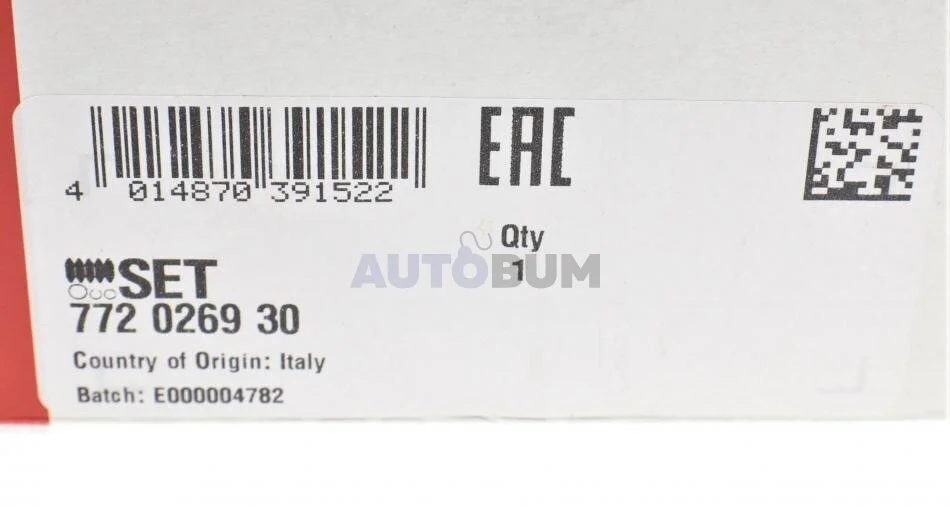 4 014870 391522
EAC
Qty
1
AUTOBUM
SET
772 0269 30
Country of Origin: Italy
Batch: E000004782